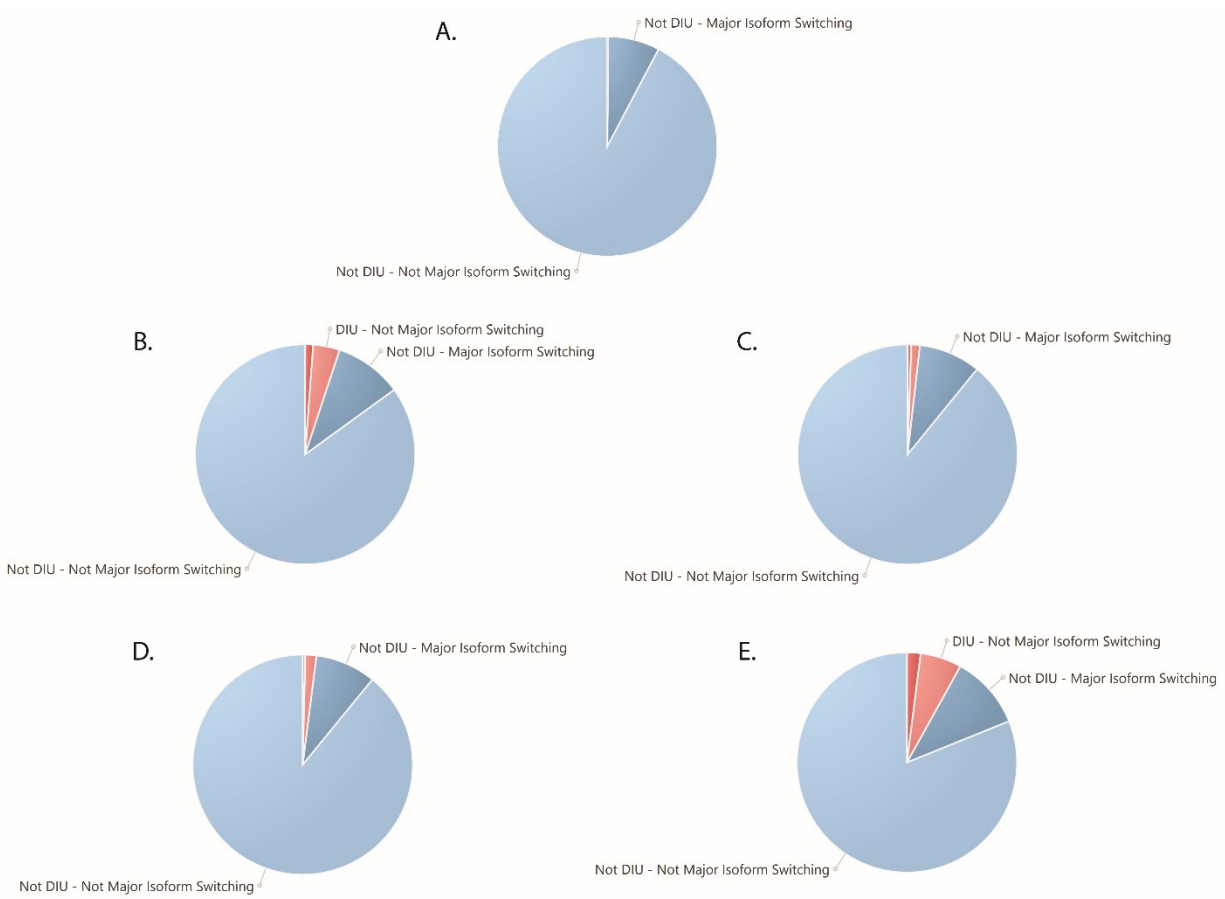 A.
Not DIU - Major Isoform Switching
Not DIU - Not Major Isoform Switching
B.
DIU - Not Major Isoform Switching
Not DIU - Major Isoform Switching
Not DIU - Not Major Isoform Switching
C.
Not DIU - Major Isoform Switching
Not DIU - Not Major Isoform Switching
D.
Not DIU - Major Isoform Switching
Not DIU - Not Major Isoform Switching
E.
DIU - Not Major Isoform Switching
Not DIU - Major Isoform Switching
Not DIU - Not Major Isoform Switching